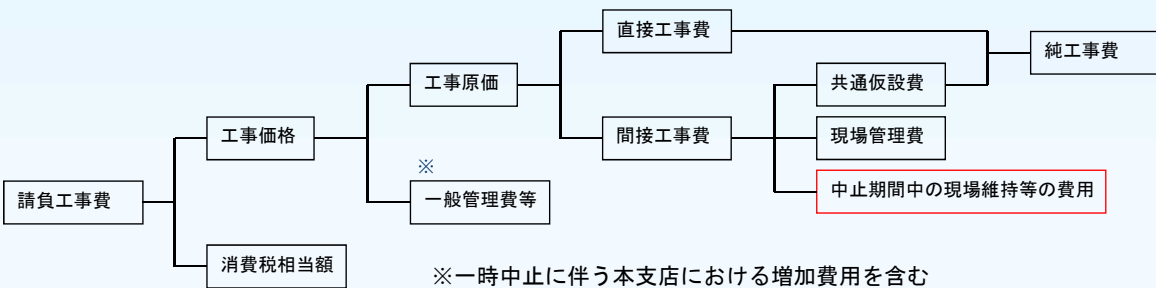 直接工事費
純工事費
工事原価
共通仮設費
工事価格
間接工事費
現場管理費
※
請負工事費
一般管理費等
中止期間中の現場維持等の費用
消費税相当額
※一時中止に伴う本支店における増加費用を含む